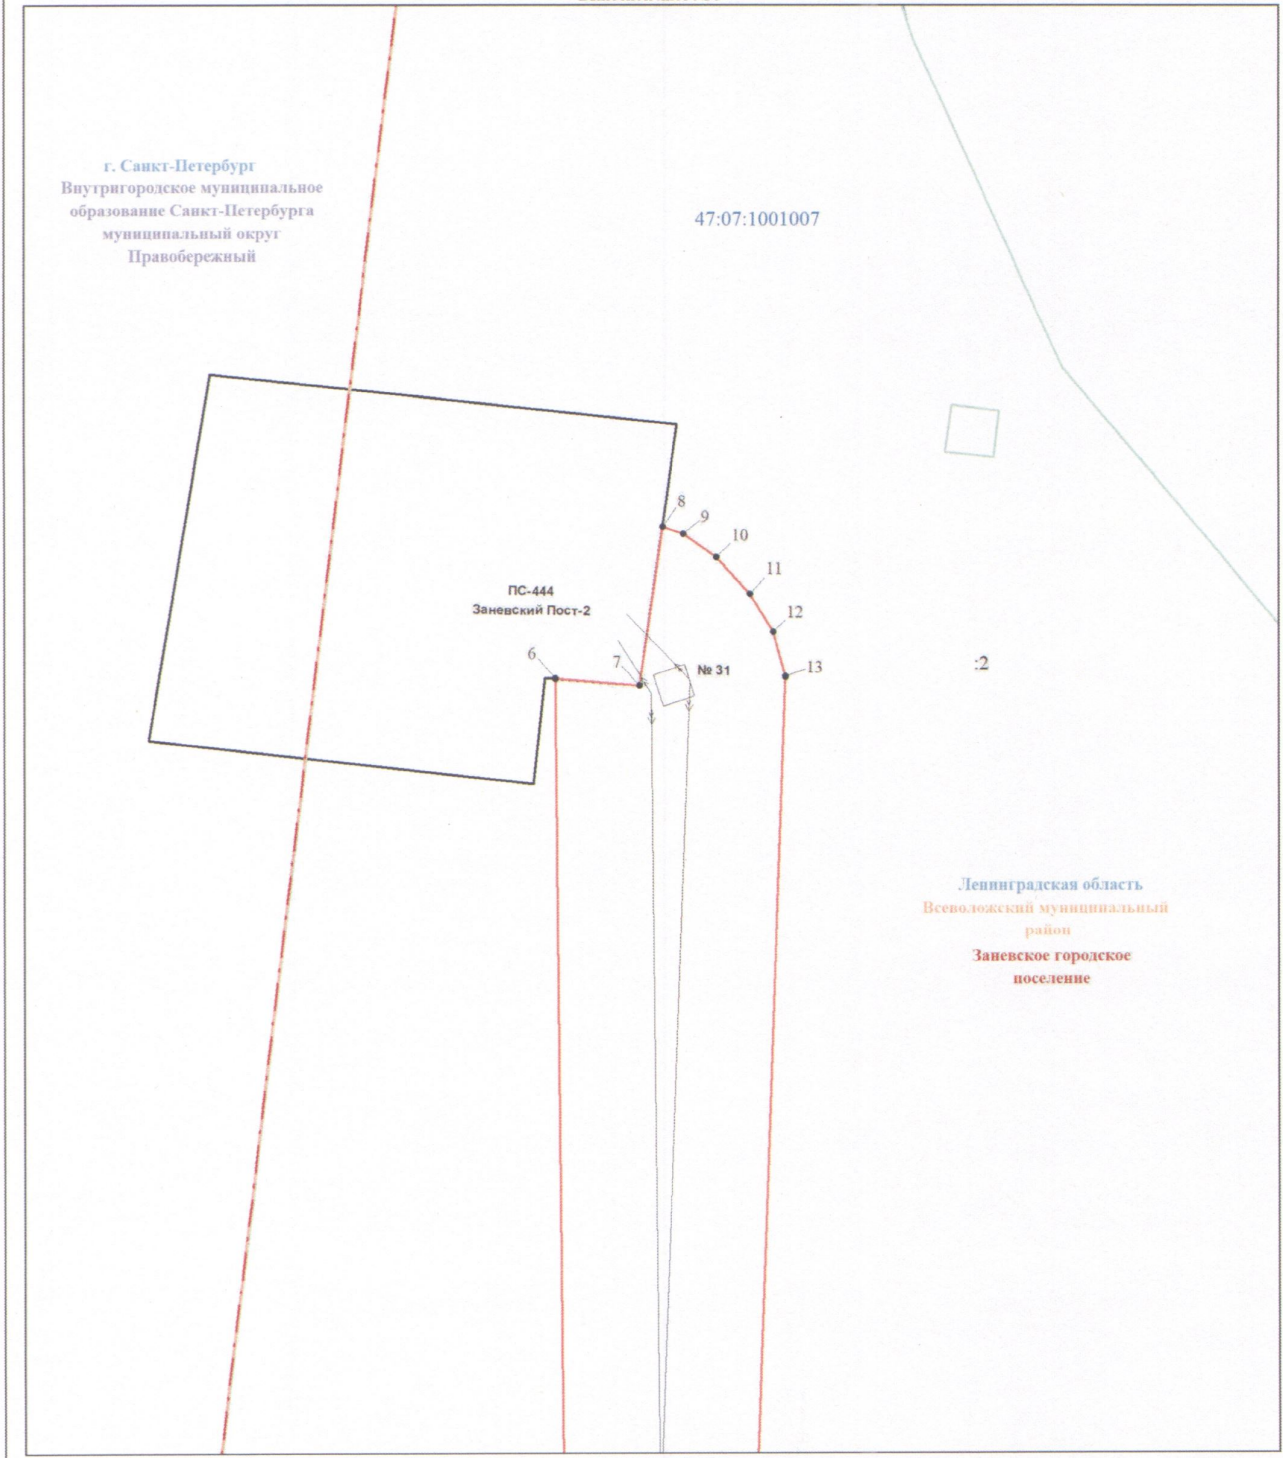 г. Санкт-Петербург
Внутригородское муниципальное
образование Санкт-Петербурга
муниципальный округ
Правобережный
47:07:1001007
8
9
10
11
12
13
ПС-444
Заневский Пост-2
6
7
№ 31
:2
Ленинградская область
Всеволожский муниципальный
район
Заневское городское
поселение